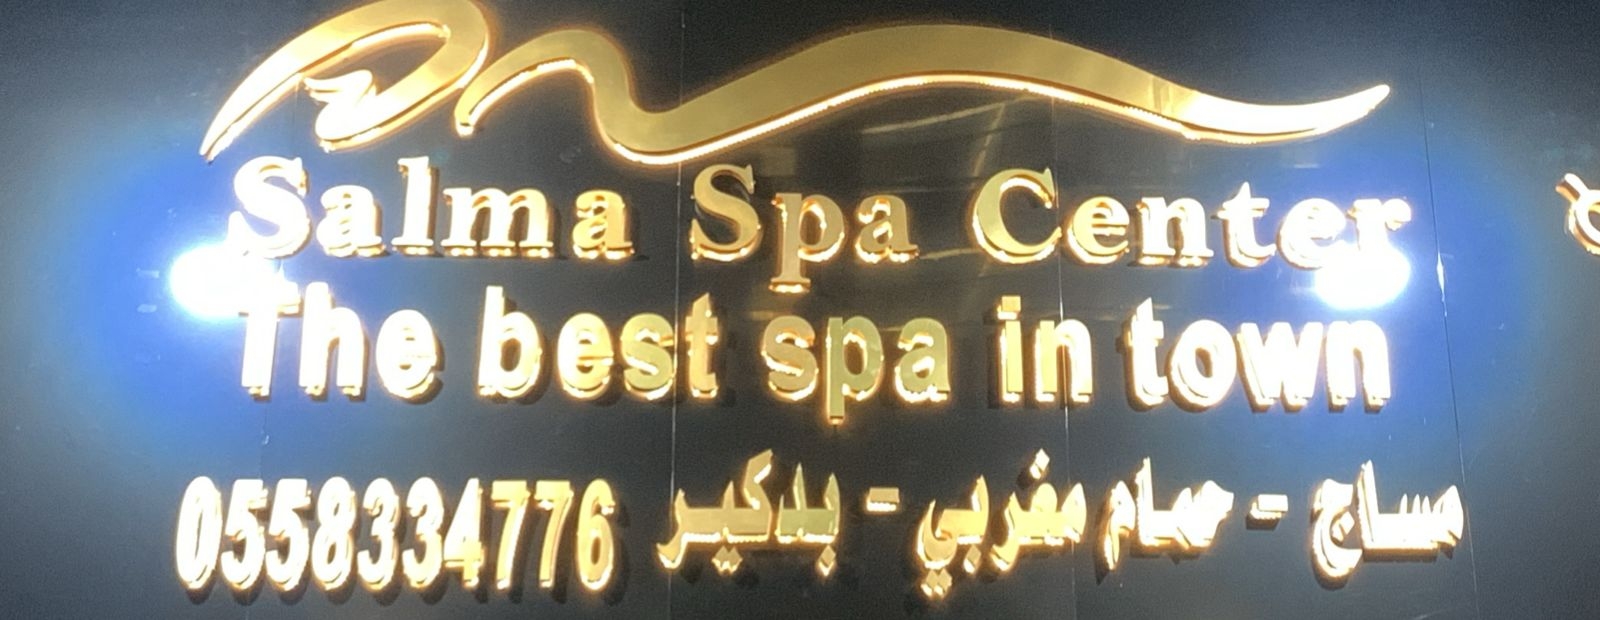 Salma Spa Center
The best spa in town
0558334776 مساج - حمام مغربي - بدكير